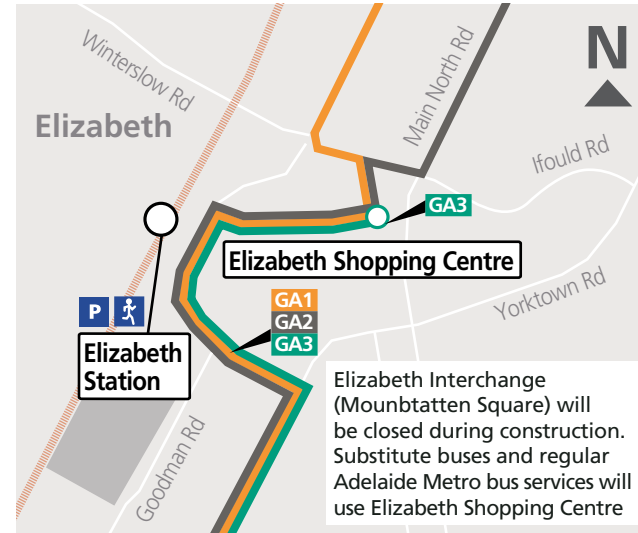 Winterslow Rd
Main North Rd
N
Elizabeth
Ifould Rd
GA3
Elizabeth Shopping Centre
Yorktown Rd
GA1
GA2
GA3
P
Elizabeth
Station
Goodman Rd
Elizabeth Interchange
(Mounbtatten Square) will
be closed during construction.
Substitute buses and regular
Adelaide Metro bus services will
use Elizabeth Shopping Centre